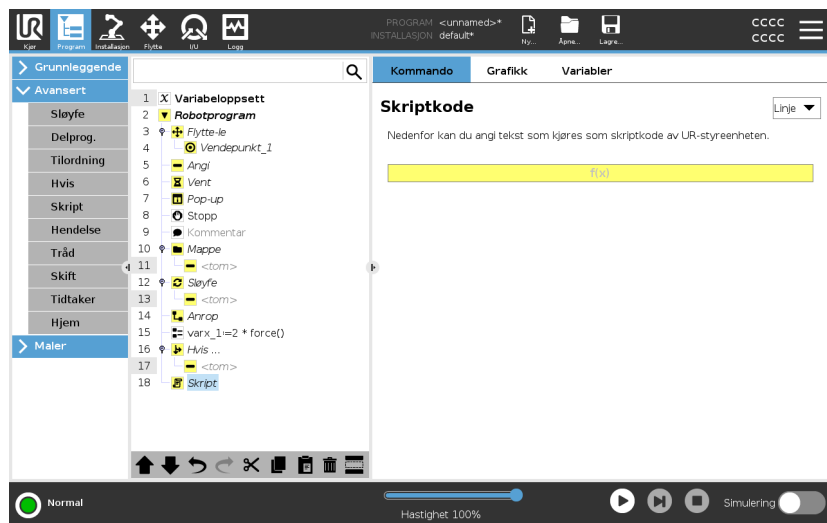 UR
Kjør
Program
Installasjon
Flytte
I/U
Logg
PROGRAM <unnamed>*
INSTALLASJON default*
Ny...
Åpne...
Lagre...
cccc
cccc
Grunnleggende
Avansert
Sløyfe
Delprog.
Tilordning
Hvis
Skript
Hendelse
Tråd
Skift
Tidtaker
Hjem
Maler
1 X Variabeloppsett
2 Robotprogram
3 Flytte-le
4 Vendepunkt_1
5 Angi
6 Vent
7 Pop-up
8 Stopp
9 Kommentar
10 Mappe
11 <tom>
12 Sløyfe
13 <tom>
14 Anrop
15 varx_1:=2 * force()
16 Hvis ...
17 <tom>
18 Skript
Kommando
Grafikk
Variabler
Skriptkode
Linje
Nedenfor kan du angi tekst som kjøres som skriptkode av UR-styreenheten.
f(x)
Normal
Hastighet 100%
Simulering